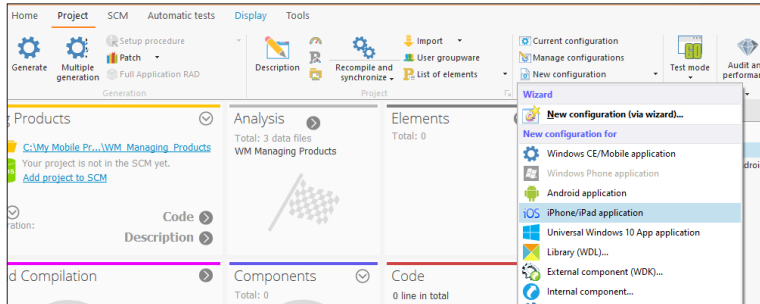 Home Project SCM Automatic tests Display Tools
Generate
Multiple generation
Setup procedure
Patch
Full Application RAD
Generation
Description
Recompile and synchronize
Import
User groupware
List of elements
Project
Current configuration
Manage configurations
New configuration
Test mode
Audit an
performan
Wizard
New configuration (via wizard)...
New configuration for
Windows CE/Mobile application
Windows Phone application
Android application
iOS iPhone/iPad application
Universal Windows 10 App application
Library (WDL)...
External component (WDK)...
Internal component...
g Products
C:\My Mobile Pr...\WM_Managing_Products
Your project is not in the SCM yet.
Add project to SCM
ration:
Code
Description
Analysis
Total: 3 data files
WM Managing Products
Elements
Total: 0
droi
d Compilation
Components
Total: 0
Code
0 line in total